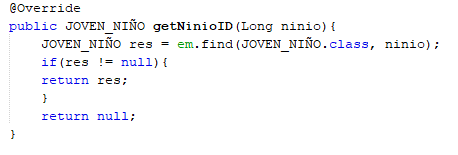 @Override
public JOVEN_NIÑO getNinioID(Long ninio){
JOVEN_NIÑO res = em.find(JOVEN_NIÑO.class, ninio);
if(res != null){
return res;
}
return null;
}